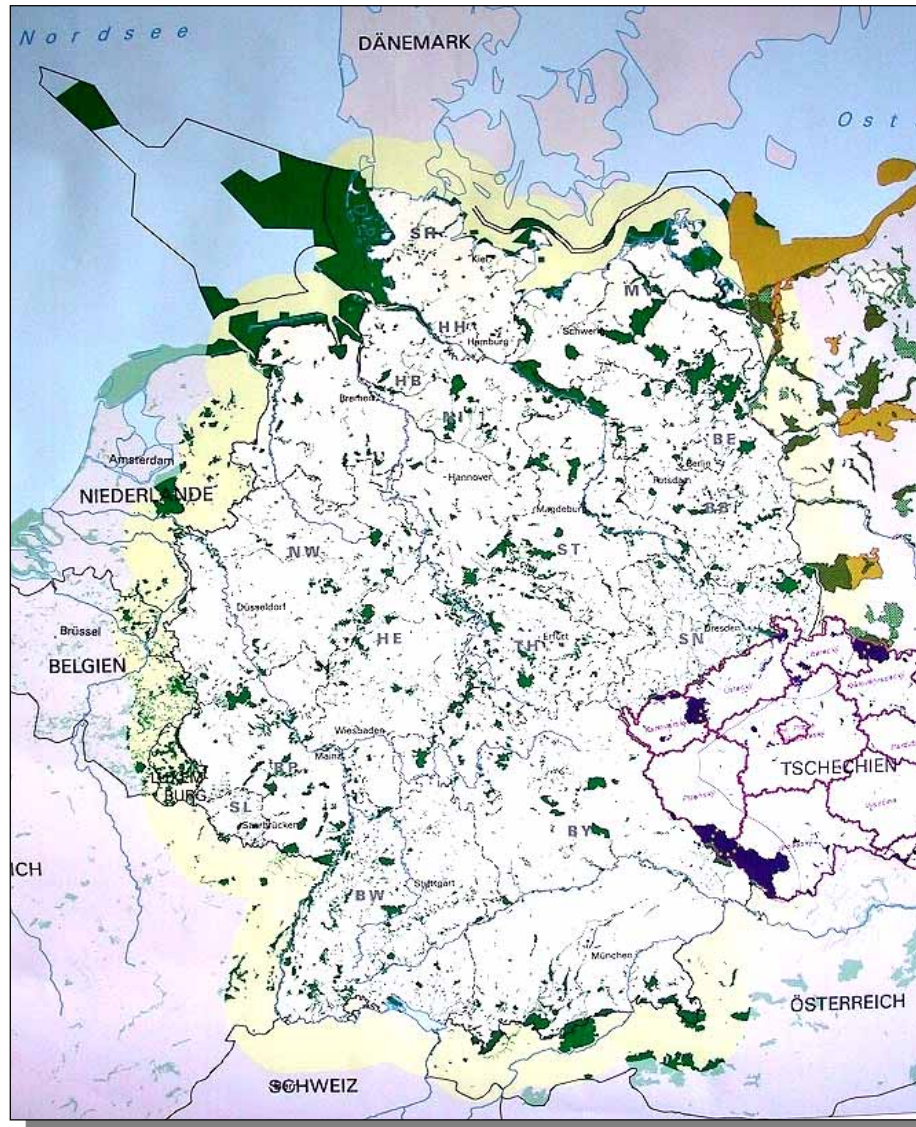 Nordsee
DÄNEMARK
Ost
SH
Kiel
M
HH
Hamburg
Schwerin
HB
Bremen
NI
BE
Berlin
Potsdam
BB
Amsterdam
NIEDERLANDE
Hannover
Magdeburg
ST
NW
Düsseldorf
HE
TH
Erfurt
SN
Dresden
Brüssel
BELGIEN
Wiesbaden
Mainz
RP
LUXEM-
BURG
SL
Saarbrücken
TSCHECHIEN
BY
ICH
BW
Stuttgart
München
ÖSTERREICH
SCHWEIZ